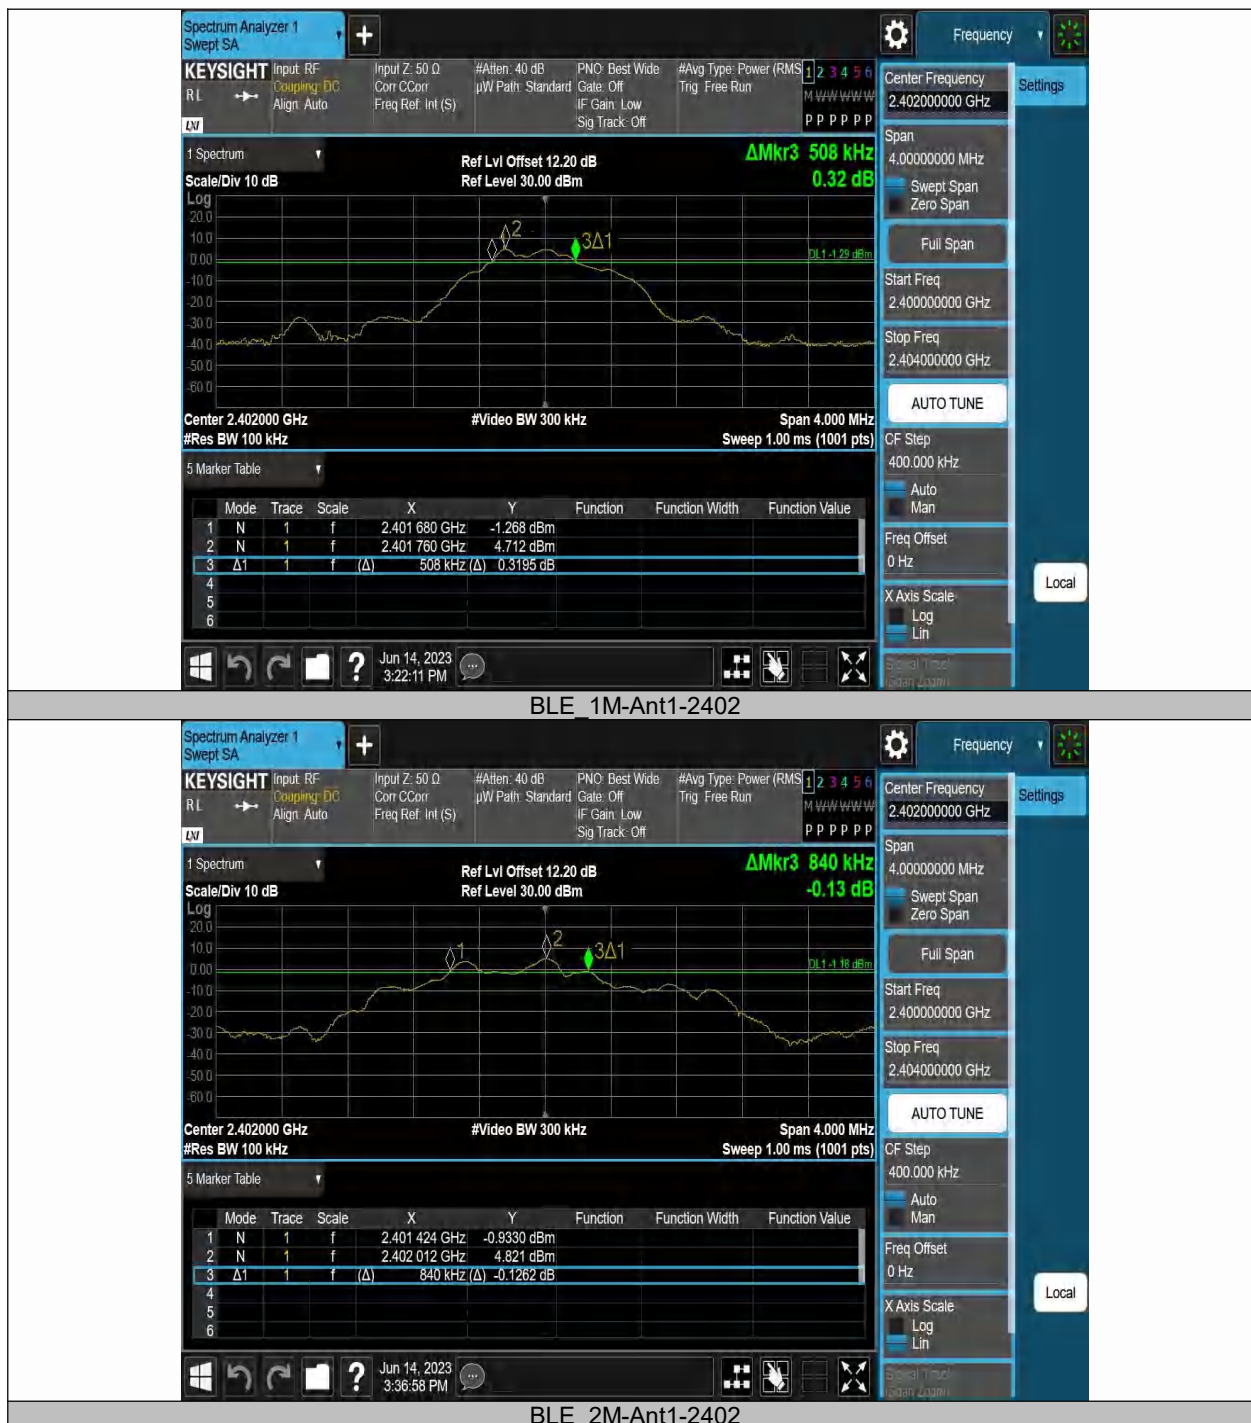 Spectrum Analyzer 1
Swept SA
Frequency
KEYSIGHT
RL
LXI
Input: RF
Coupling: DC
Align: Auto
Input Z: 50 Ω
Corr CCorr
Freq Ref: Int (S)
#Atten: 40 dB
µW Path: Standard
PNO: Best Wide
Gate: Off
IF Gain: Low
Sig Track: Off
#Avg Type: Power (RMS
Trig: Free Run
1 2 3 4 5 6
M W W W W W
P P P P P P
Center Frequency
2.402000000 GHz
Settings
Span
4.00000000 MHz
Swept Span
Zero Span
Full Span
Start Freq
2.400000000 GHz
Stop Freq
2.404000000 GHz
AUTO TUNE
CF Step
400.000 kHz
Auto
Man
Freq Offset
0 Hz
X Axis Scale
Log
Lin
Local
1 Spectrum
Scale/Div 10 dB
Ref Lvl Offset 12.20 dB
Ref Level 30.00 dBm
ΔMkr3 508 kHz
0.32 dB
Log
20.0
10.0
0.00
-10.0
-20.0
-30.0
-40.0
-50.0
-60.0
2
3Δ1
DL1 -1.29 dBm
Center 2.402000 GHz
#Video BW 300 kHz
Span 4.000 MHz
#Res BW 100 kHz
Sweep 1.00 ms (1001 pts)
5 Marker Table
Mode Trace Scale X Y Function Function Width Function Value
1 N 1 f 2.401 680 GHz -1.268 dBm
2 N 1 f 2.401 760 GHz 4.712 dBm
3 Δ1 1 f (Δ) 508 kHz (Δ) 0.3195 dB
4
5
6
?
Jun 14, 2023
3:22:11 PM
BLE_1M-Ant1-2402
Spectrum Analyzer 1
Swept SA
Frequency
KEYSIGHT
RL
LXI
Input: RF
Coupling: DC
Align: Auto
Input Z: 50 Ω
Corr CCorr
Freq Ref: Int (S)
#Atten: 40 dB
µW Path: Standard
PNO: Best Wide
Gate: Off
IF Gain: Low
Sig Track: Off
#Avg Type: Power (RMS
Trig: Free Run
1 2 3 4 5 6
M W W W W W
P P P P P P
Center Frequency
2.402000000 GHz
Settings
Span
4.00000000 MHz
Swept Span
Zero Span
Full Span
Start Freq
2.400000000 GHz
Stop Freq
2.404000000 GHz
AUTO TUNE
CF Step
400.000 kHz
Auto
Man
Freq Offset
0 Hz
X Axis Scale
Log
Lin
Local
1 Spectrum
Scale/Div 10 dB
Ref Lvl Offset 12.20 dB
Ref Level 30.00 dBm
ΔMkr3 840 kHz
-0.13 dB
Log
20.0
10.0
0.00
-10.0
-20.0
-30.0
-40.0
-50.0
-60.0
1
2
3Δ1
DL1 -1.18 dBm
Center 2.402000 GHz
#Video BW 300 kHz
Span 4.000 MHz
#Res BW 100 kHz
Sweep 1.00 ms (1001 pts)
5 Marker Table
Mode Trace Scale X Y Function Function Width Function Value
1 N 1 f 2.401 424 GHz -0.9330 dBm
2 N 1 f 2.402 012 GHz 4.821 dBm
3 Δ1 1 f (Δ) 840 kHz (Δ) -0.1262 dB
4
5
6
?
Jun 14, 2023
3:36:58 PM
BLE_2M-Ant1-2402